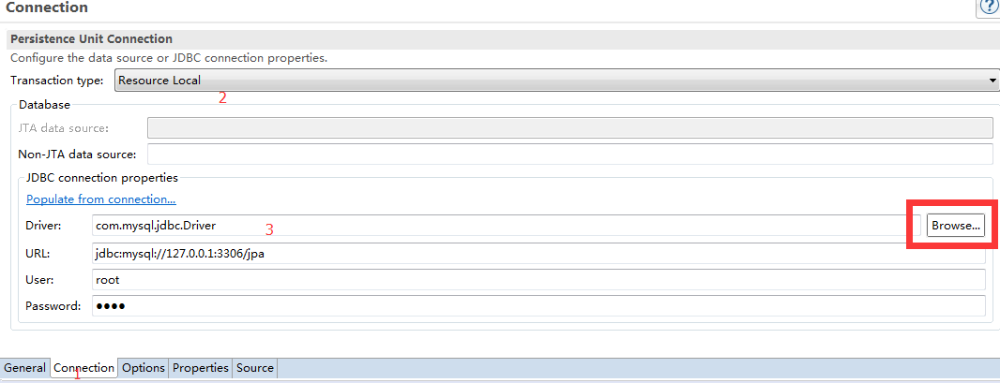 Connection
?
Persistence Unit Connection
Configure the data source or JDBC connection properties.
Transaction type: Resource Local
2
Database
JTA data source:
Non-JTA data source:
JDBC connection properties
Populate from connection...
Driver: com.mysql.jdbc.Driver 3 Browse...
URL: jdbc:mysql://127.0.0.1:3306/jpa
User: root
Password: ●●●●
General Connection Options Properties Source
1